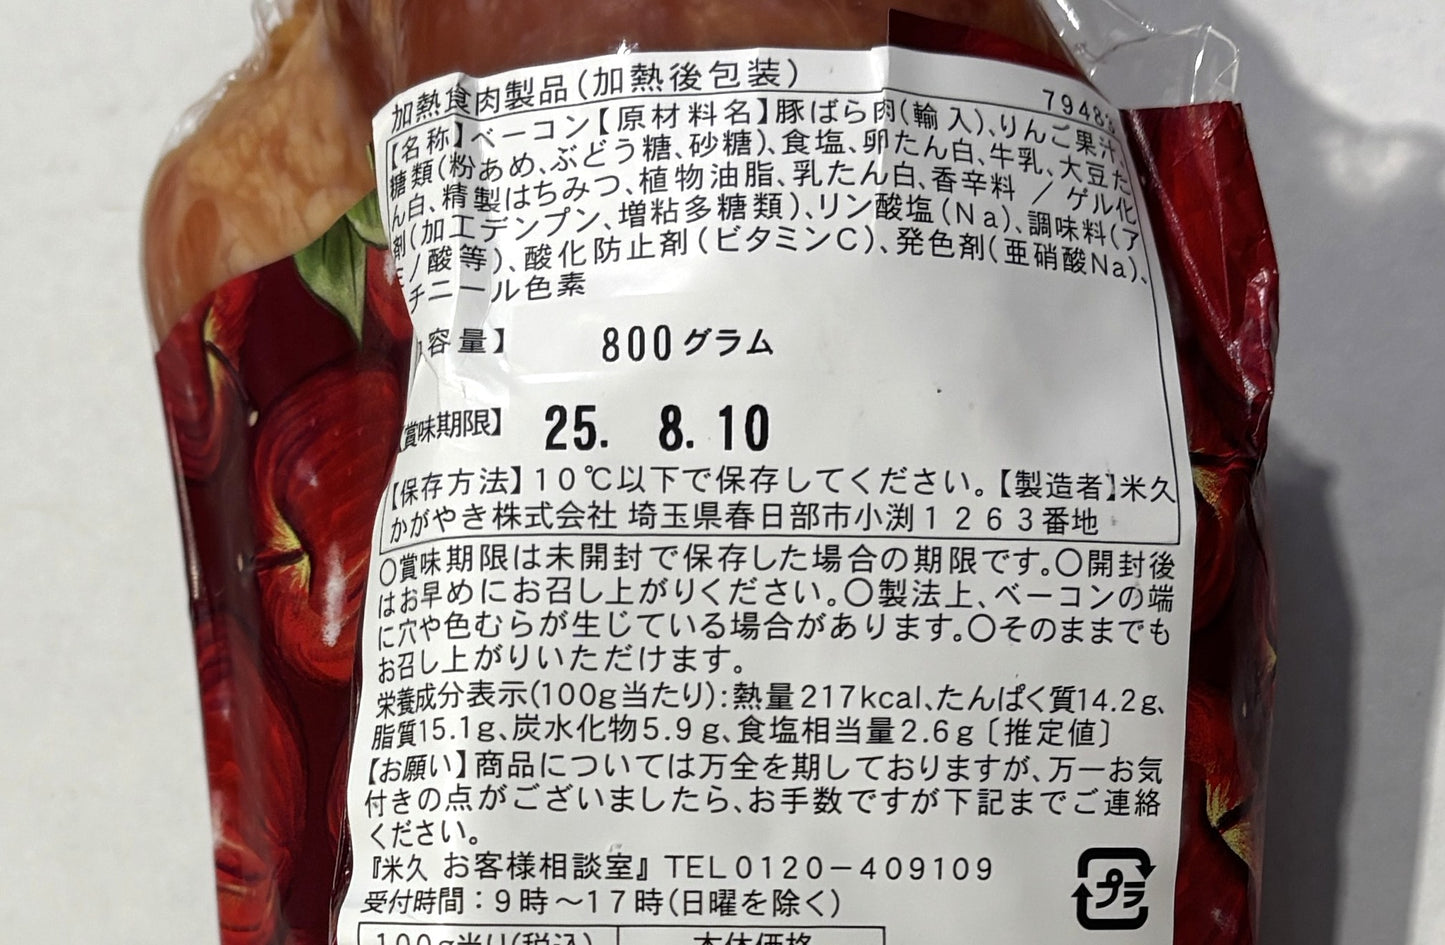 加熱食肉製品(加熱後包装)
7948
【名称】ベーコン【原材料名】豚ばら肉(輸入)、りんご果汁、
糖類(粉あめ、ぶどう糖、砂糖)、食塩、卵たん白、牛乳、大豆た
ん白、精製はちみつ、植物油脂、乳たん白、香辛料/ゲル化
剤(加工デンプン、増粘多糖類)、リン酸塩(Na)、調味料(ア
ミノ酸等)、酸化防止剤(ビタミンC)、発色剤(亜硝酸Na)、
チニール色素
容量】 800グラム
【賞味期限】 25. 8.10
【保存方法】10℃以下で保存してください。【製造者】米久
かがやき株式会社 埼玉県春日部市小渕1263番地
○賞味期限は未開封で保存した場合の期限です。○開封後
はお早めにお召し上がりください。○製法上、ベーコンの端
に穴や色むらが生じている場合があります。○そのままでも
お召し上がりいただけます。
栄養成分表示(100g当たり):熱量217kcal、たんぱく質14.2g、
脂質15.1g、炭水化物5.9g、食塩相当量2.6g〔推定値〕
【お願い】商品については万全を期しておりますが、万一お気
付きの点がございましたら、お手数ですが下記までご連絡
ください。
『米久 お客様相談室』TEL0120-409109
受付時間:9時~17時(日曜を除く)
プラ
100g当り(税込) 本体価格